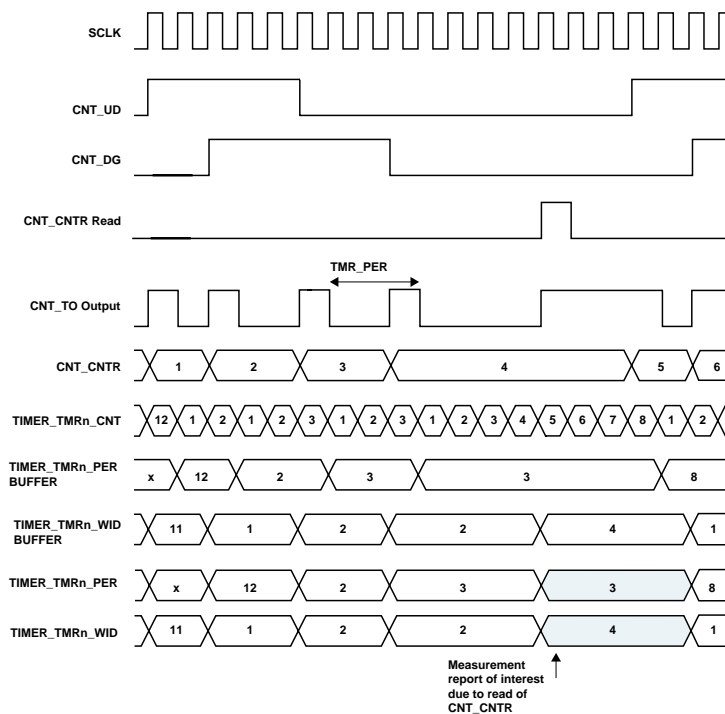 SCLK
CNT_UD
CNT_DG
CNT_CNTR Read
TMR_PER
CNT_TO Output
CNT_CNTR 1 2 3 4 5 6
TIMER_TMRn_CNT 12 1 2 1 2 3 1 2 3 1 2 3 4 5 6 7 8 1 2
TIMER_TMRn_PER
BUFFER x 12 2 3 3 8
TIMER_TMRn_WID
BUFFER 11 1 2 2 4 1
TIMER_TMRn_PER x 12 2 3 3 8
TIMER_TMRn_WID 11 1 2 2 4 1
Measurement
report of interest
due to read of
CNT_CNTR